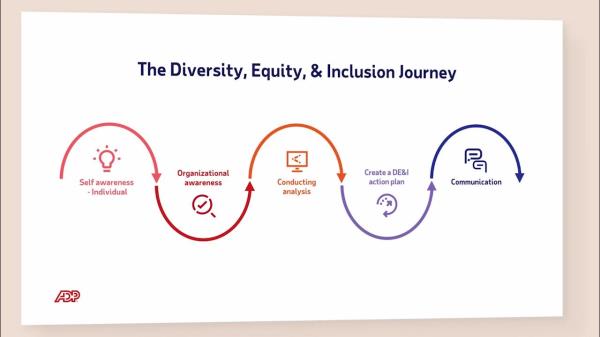 The Diversity, Equity, & Inclusion Journey
Self awareness
- Individual
Organizational
awareness
Conducting
analysis
Create a DE&I
action plan
Communication
ADP